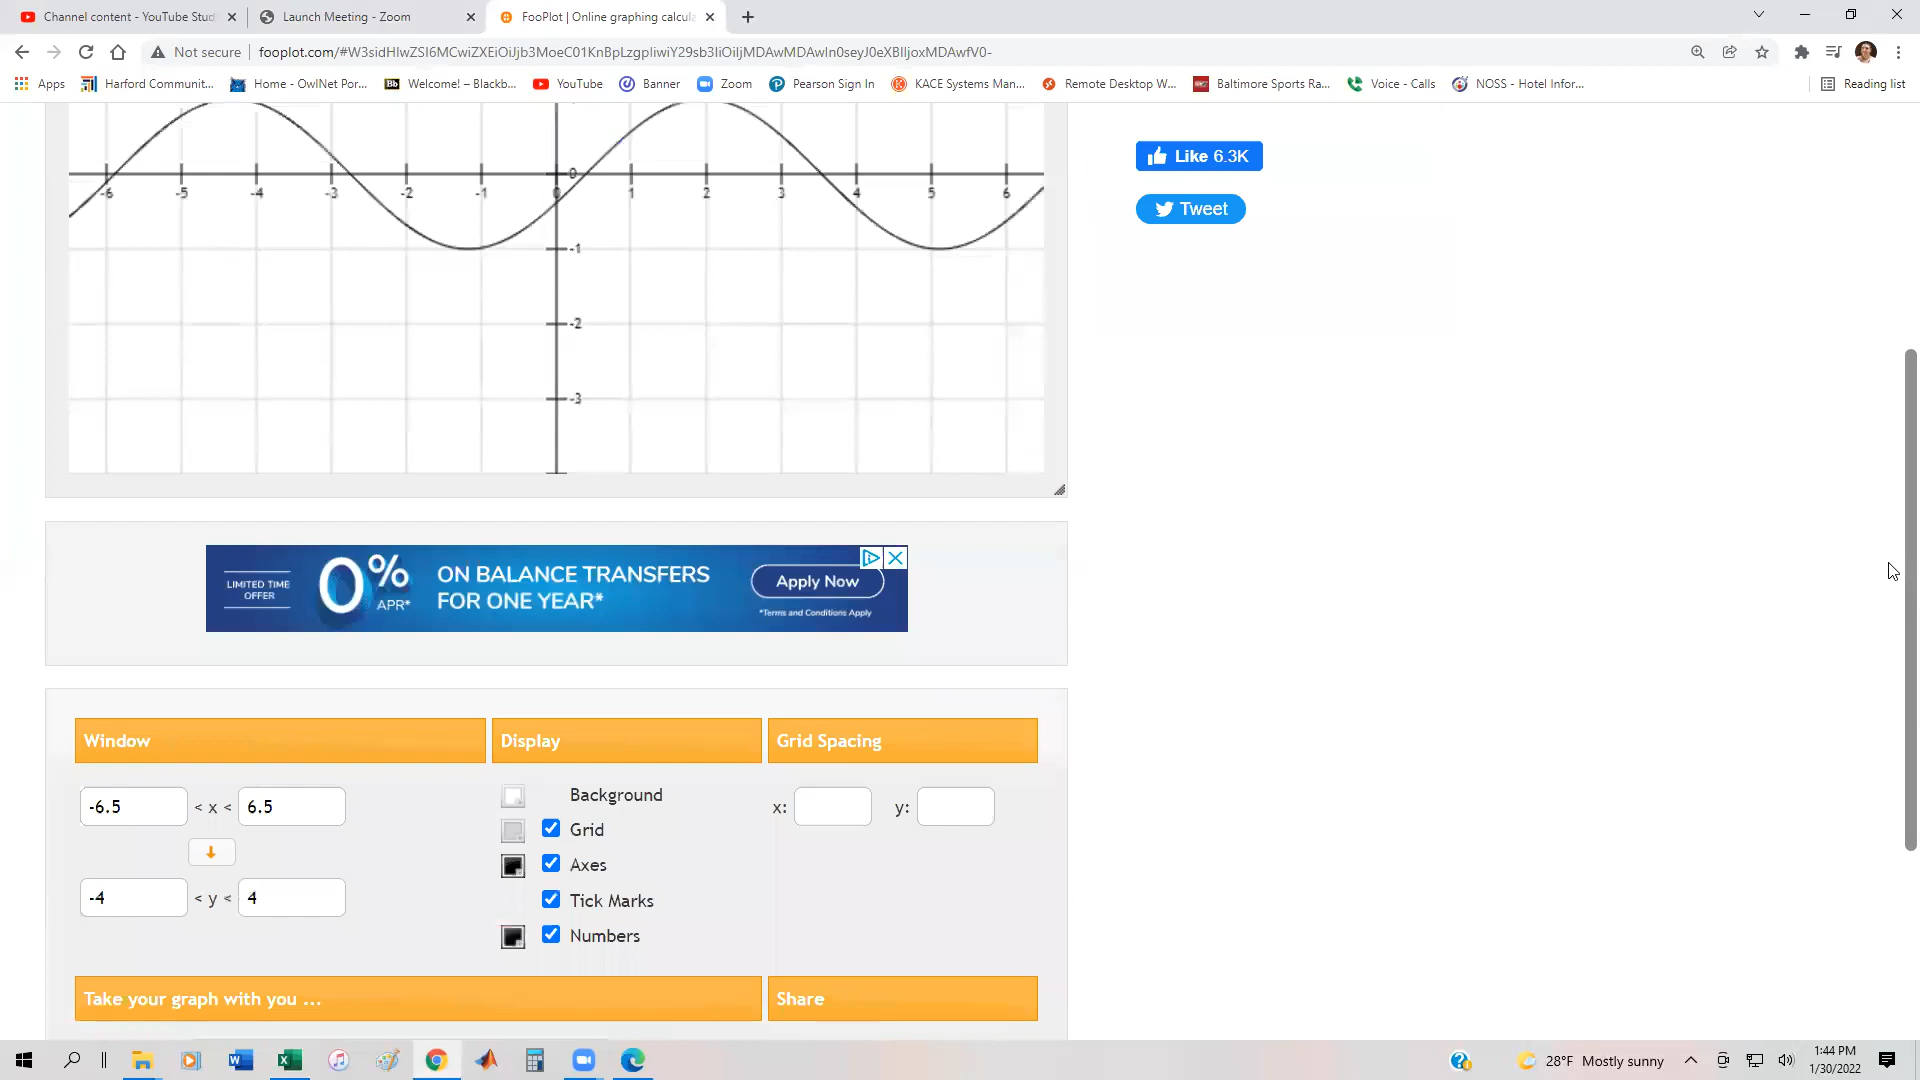 Channel content - YouTube Stud
Launch Meeting - Zoom
FooPlot | Online graphing calcula
Not secure
fooplot.com/#W3sidHlwZSI6MCwiZXEiOiJjb3MoeC01KnBpLzgpIiwiY29sb3IiOiIjMDAwMDAwIn0seyJ0eXBlIjoxMDAwfV0-
Apps
Harford Communit...
Home - OwlNet Por...
Welcome! – Blackb...
YouTube
Banner
Zoom
Pearson Sign In
KACE Systems Man...
Remote Desktop W...
Baltimore Sports Ra...
Voice - Calls
NOSS - Hotel Infor...
Reading list
0
-6 -5 -4 -3 -2 -1 0 1 2 3 4 5 6
-1
-2
-3
Like 6.3K
Tweet
LIMITED TIME
OFFER
0%
APR*
ON BALANCE TRANSFERS
FOR ONE YEAR*
Apply Now
*Terms and Conditions Apply
Window
Display
Grid Spacing
-6.5 < x < 6.5
-4 < y < 4
Background
Grid
Axes
Tick Marks
Numbers
x: y:
Take your graph with you ...
Share
28°F Mostly sunny
1:44 PM
1/30/2022